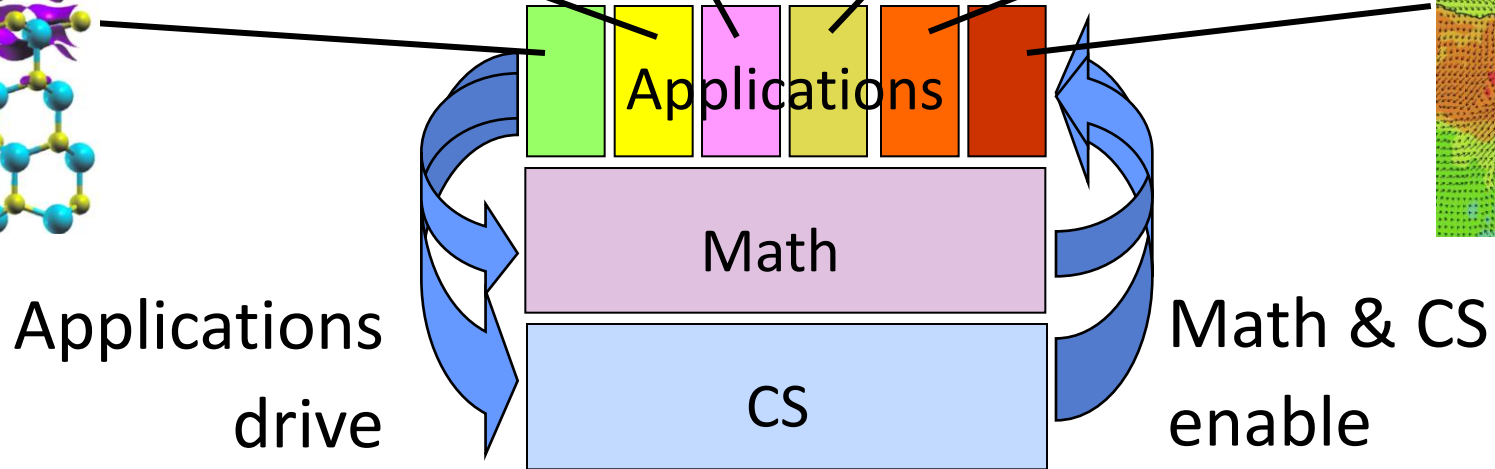 Applications
Math
CS
Applications
drive
Math & CS
enable